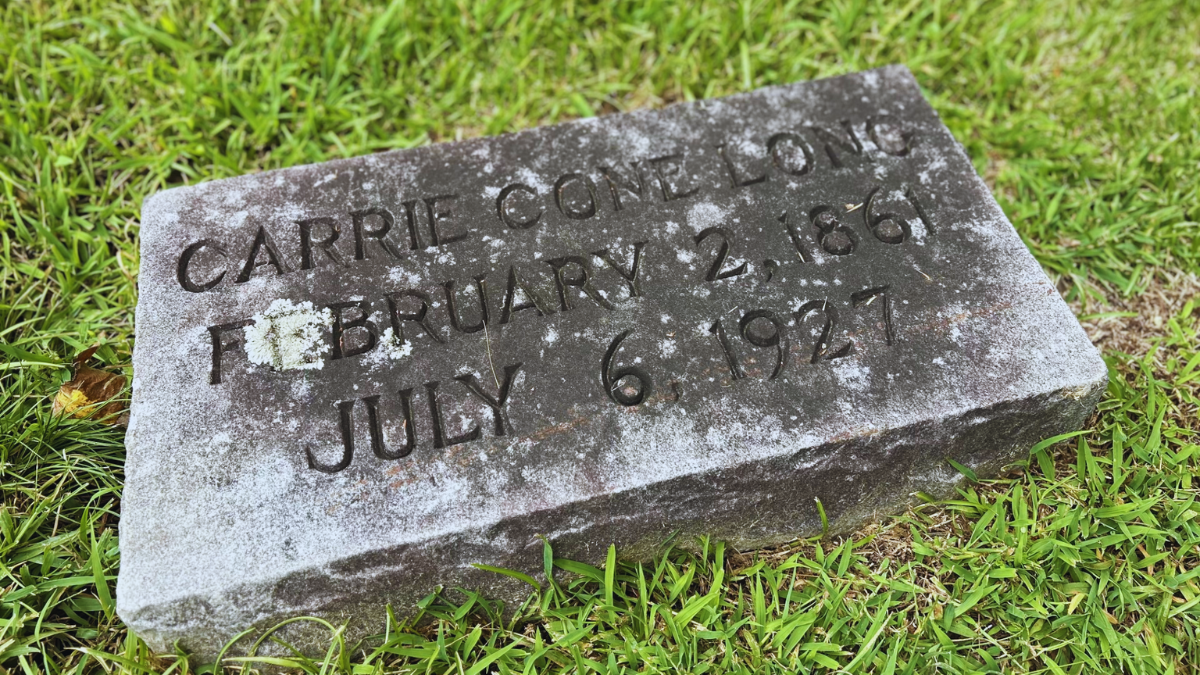 CARRIE CONE LONG
FEBRUARY 2, 1861
JULY 6, 1927